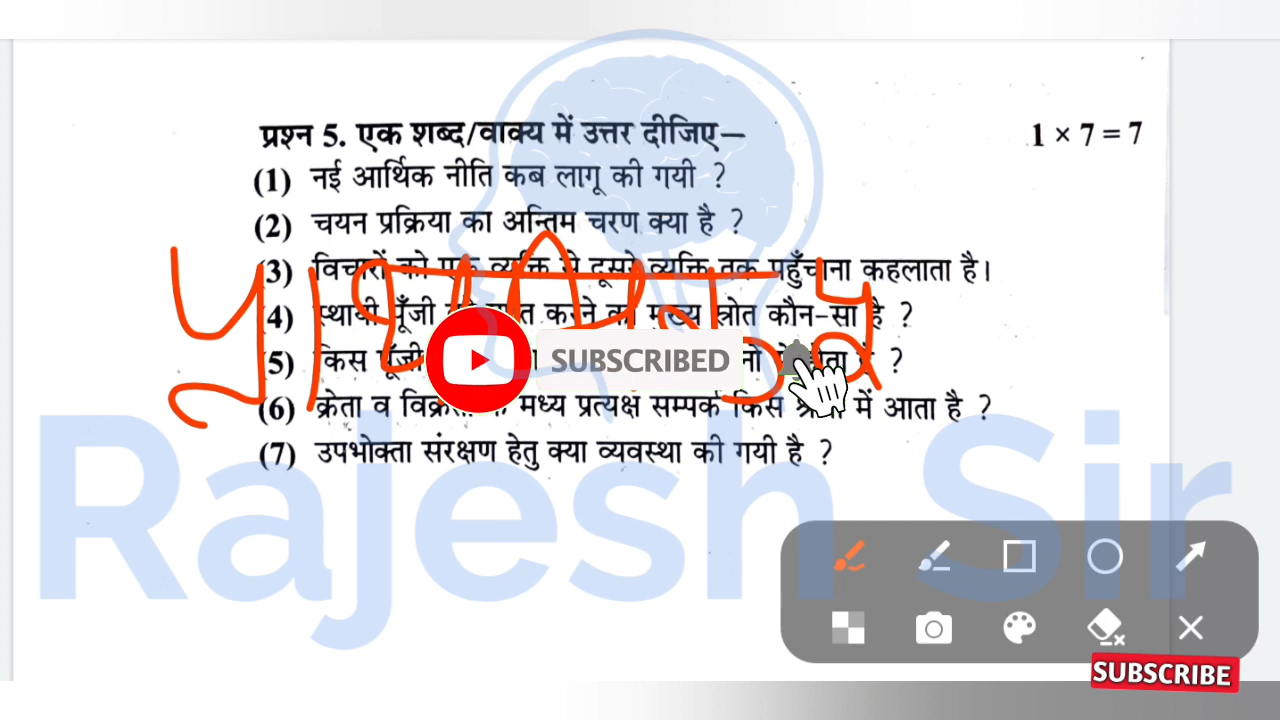 प्रश्न 5. एक शब्द/वाक्य में उत्तर दीजिए— 1 × 7 = 7
(1) नई आर्थिक नीति कब लागू की गयी ?
(2) चयन प्रक्रिया का अन्तिम चरण क्या है ?
(3) विचारों को एक व्यक्ति से दूसरे व्यक्ति तक पहुँचाना कहलाता है।
(4) स्थायी पूँजी करने का मुख्य स्रोत कौन-सा है ?
(5) किस पूँजी ?
SUBSCRIBED
(6) क्रेता व विक्रेता के मध्य प्रत्यक्ष सम्पर्क किस में आता है ?
(7) उपभोक्ता संरक्षण हेतु क्या व्यवस्था की गयी है ?
Rajesh Sir
SUBSCRIBE